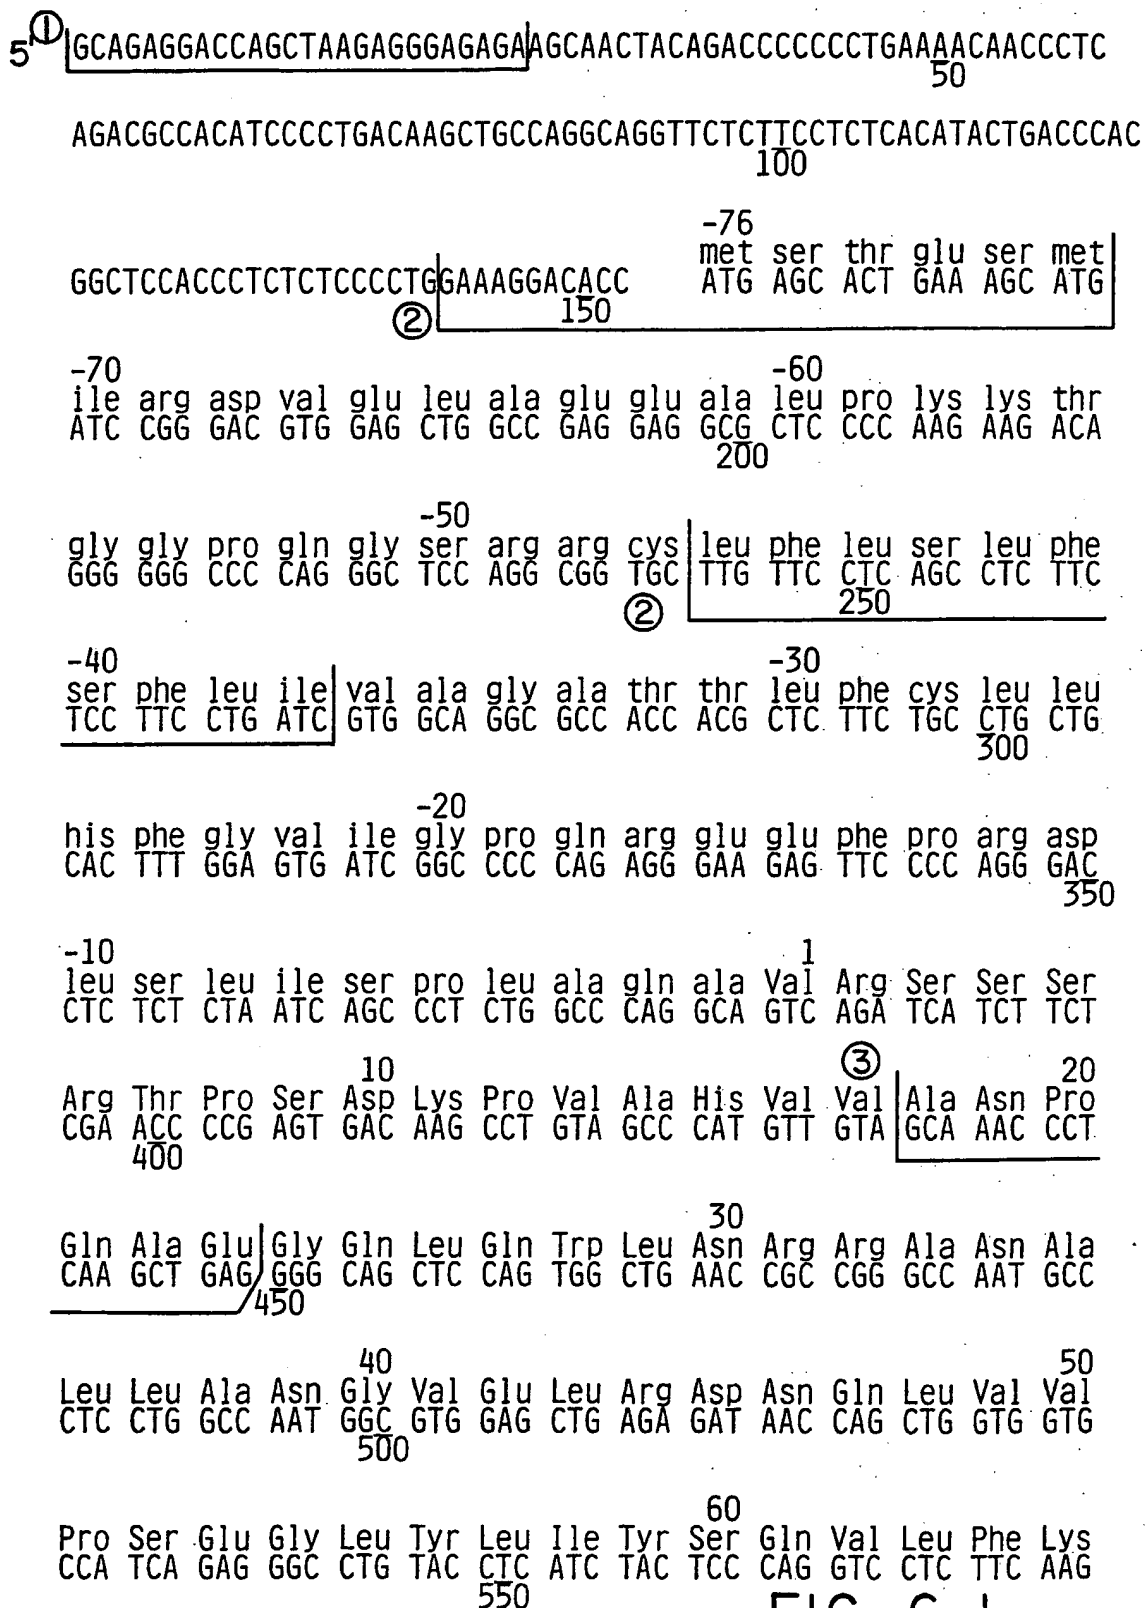 ①
5' GCAGAGGACCAGCTAAGAGGGAGAGAAGCAACTACAGACCCCCCCTGAAAACAACCCTC
50
AGACGCCACATCCCCTGACAAGCTGCCAGGCAGGTTCTCTTCCTCTCACATACTGACCCAC
100
-76
met ser thr glu ser met
GGCTCCACCCTCTCTCCCCTGGAAAGGACACC ATG AGC ACT GAA AGC ATG
② 150
-70 -60
ile arg asp val glu leu ala glu glu ala leu pro lys lys thr
ATC CGG GAC GTG GAG CTG GCC GAG GAG GCG CTC CCC AAG AAG ACA
200
-50
gly gly pro gln gly ser arg arg cys leu phe leu ser leu phe
GGG GGG CCC CAG GGC TCC AGG CGG TGC TTG TTC CTC AGC CTC TTC
② 250
-40 -30
ser phe leu ile val ala gly ala thr thr leu phe cys leu leu
TCC TTC CTG ATC GTG GCA GGC GCC ACC ACG CTC TTC TGC CTG CTG
300
-20
his phe gly val ile gly pro gln arg glu glu phe pro arg asp
CAC TTT GGA GTG ATC GGC CCC CAG AGG GAA GAG TTC CCC AGG GAC
350
-10 1
leu ser leu ile ser pro leu ala gln ala Val Arg Ser Ser Ser
CTC TCT CTA ATC AGC CCT CTG GCC CAG GCA GTC AGA TCA TCT TCT
10 ③ 20
Arg Thr Pro Ser Asp Lys Pro Val Ala His Val Val Ala Asn Pro
CGA ACC CCG AGT GAC AAG CCT GTA GCC CAT GTT GTA GCA AAC CCT
400
30
Gln Ala Glu Gly Gln Leu Gln Trp Leu Asn Arg Arg Ala Asn Ala
CAA GCT GAG GGG CAG CTC CAG TGG CTG AAC CGC CGG GCC AAT GCC
450
40 50
Leu Leu Ala Asn Gly Val Glu Leu Arg Asp Asn Gln Leu Val Val
CTC CTG GCC AAT GGC GTG GAG CTG AGA GAT AAC CAG CTG GTG GTG
500
60
Pro Ser Glu Gly Leu Tyr Leu Ile Tyr Ser Gln Val Leu Phe Lys
CCA TCA GAG GGC CTG TAC CTC ATC TAC TCC CAG GTC CTC TTC AAG
550